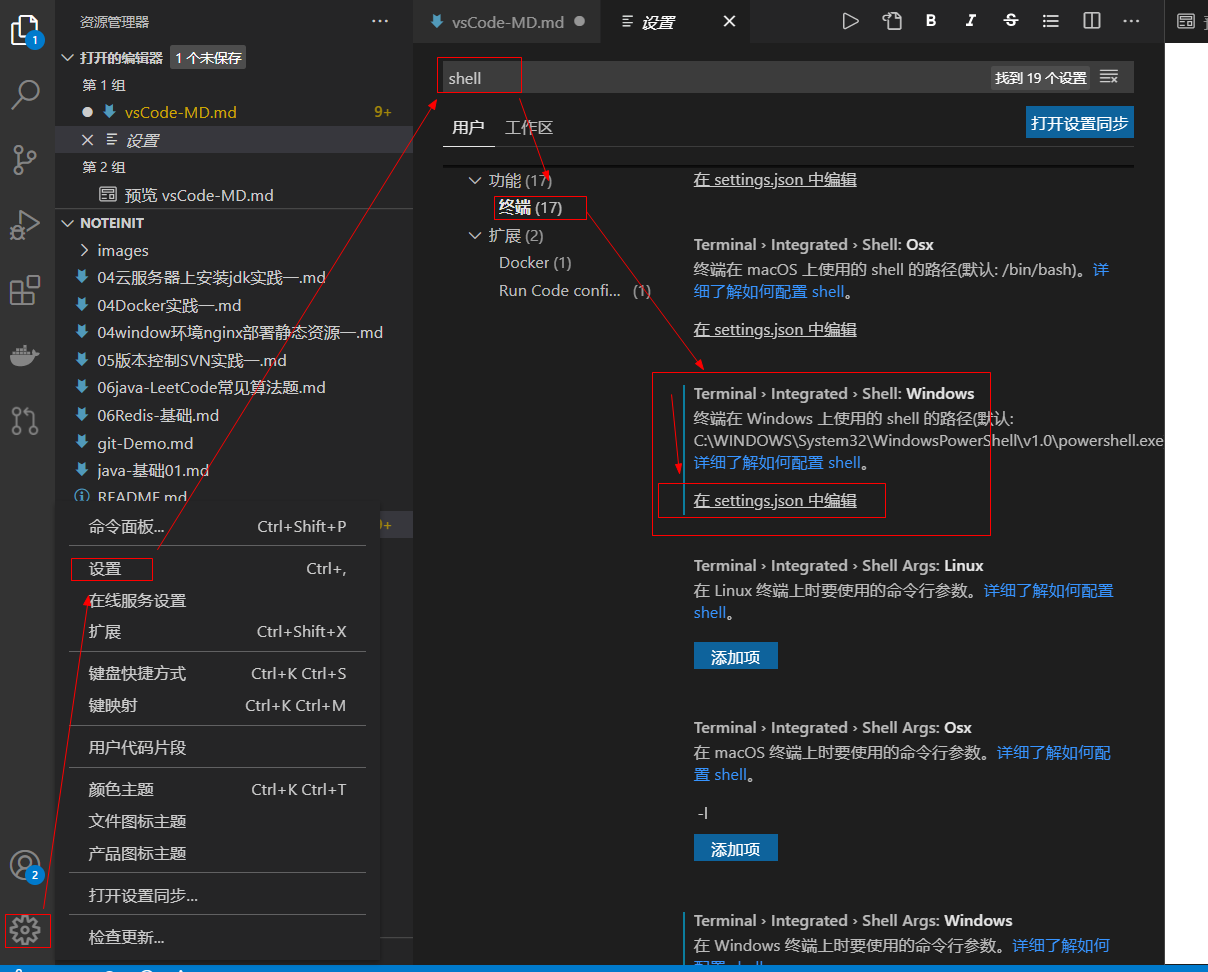 1
资源管理器
打开的编辑器 1 个未保存
第 1 组
vsCode-MD.md 9+
设置
第 2 组
预览 vsCode-MD.md
NOTEINIT
images
04云服务器上安装jdk实践一.md
04Docker实践一.md
04window环境nginx部署静态资源一.md
05版本控制SVN实践一.md
06java-LeetCode常见算法题.md
06Redis-基础.md
git-Demo.md
java-基础01.md
README.md
命令面板... Ctrl+Shift+P
设置 Ctrl+,
在线服务设置
扩展 Ctrl+Shift+X
键盘快捷方式 Ctrl+K Ctrl+S
键映射 Ctrl+K Ctrl+M
用户代码片段
颜色主题 Ctrl+K Ctrl+T
文件图标主题
产品图标主题
打开设置同步...
检查更新...
2
vsCode-MD.md
设置
B I S
shell
找到 19 个设置
用户 工作区
打开设置同步
功能 (17)
终端 (17)
扩展 (2)
Docker (1)
Run Code confi... (1)
在 settings.json 中编辑
Terminal › Integrated › Shell: Osx
终端在 macOS 上使用的 shell 的路径(默认: /bin/bash)。详
细了解如何配置 shell。
在 settings.json 中编辑
Terminal › Integrated › Shell: Windows
终端在 Windows 上使用的 shell 的路径(默认:
C:\WINDOWS\System32\WindowsPowerShell\v1.0\powershell.exe
详细了解如何配置 shell。
在 settings.json 中编辑
Terminal › Integrated › Shell Args: Linux
在 Linux 终端上时要使用的命令行参数。详细了解如何配置
shell。
添加项
Terminal › Integrated › Shell Args: Osx
在 macOS 终端上时要使用的命令行参数。详细了解如何配
置 shell。
-l
添加项
Terminal › Integrated › Shell Args: Windows
在 Windows 终端上时要使用的命令行参数。详细了解如何
配置 shell。